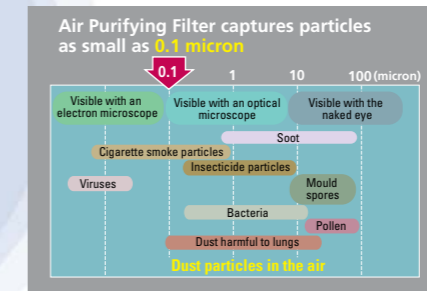 Air Purifying Filter captures particles
as small as 0.1 micron
0.1 1 10 100 (micron)
Visible with an
electron microscope
Visible with an optical
microscope
Visible with the
naked eye
Soot
Cigarette smoke particles
Insecticide particles
Viruses
Mould
spores
Bacteria
Pollen
Dust harmful to lungs
Dust particles in the air